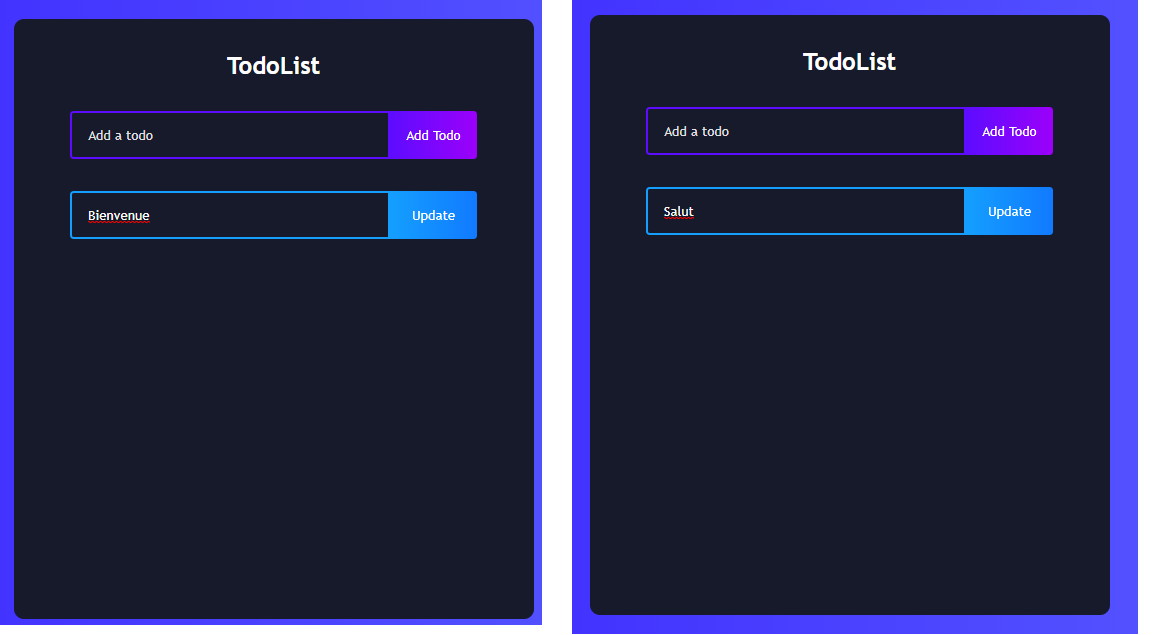 TodoList
Add a todo
Add Todo
Bienvenue
Update
TodoList
Add a todo
Add Todo
Salut
Update